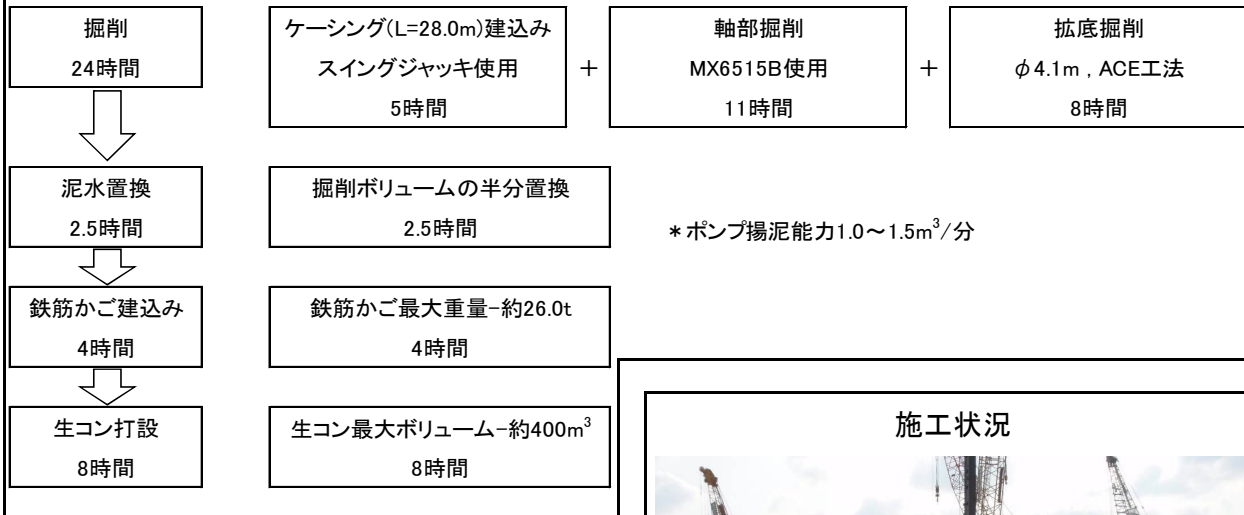 掘削
24時間
ケーシング(L=28.0m)建込み
スイングジャッキ使用
5時間
+
軸部掘削
MX6515B使用
11時間
+
拡底掘削
φ4.1m , ACE工法
8時間
泥水置換
2.5時間
掘削ボリュームの半分置換
2.5時間
*ポンプ揚泥能力1.0~1.5m³/分
鉄筋かご建込み
4時間
鉄筋かご最大重量-約26.0t
4時間
生コン打設
8時間
生コン最大ボリューム-約400m³
8時間
施工状況